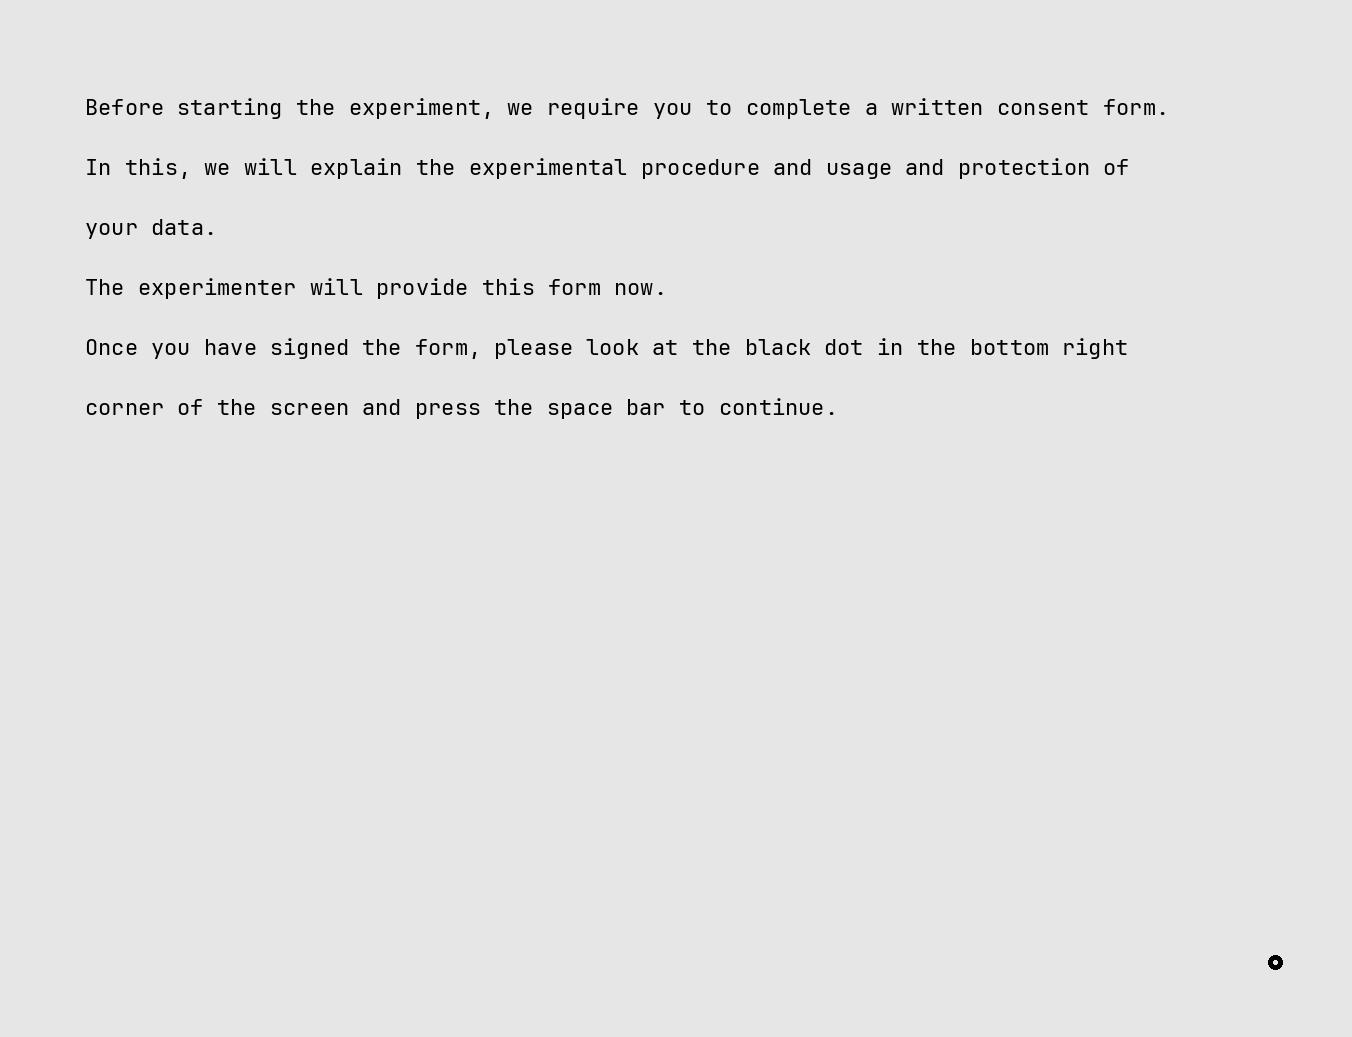 Before starting the experiment, we require you to complete a written consent form.
In this, we will explain the experimental procedure and usage and protection of
your data.
The experimenter will provide this form now.
Once you have signed the form, please look at the black dot in the bottom right
corner of the screen and press the space bar to continue.